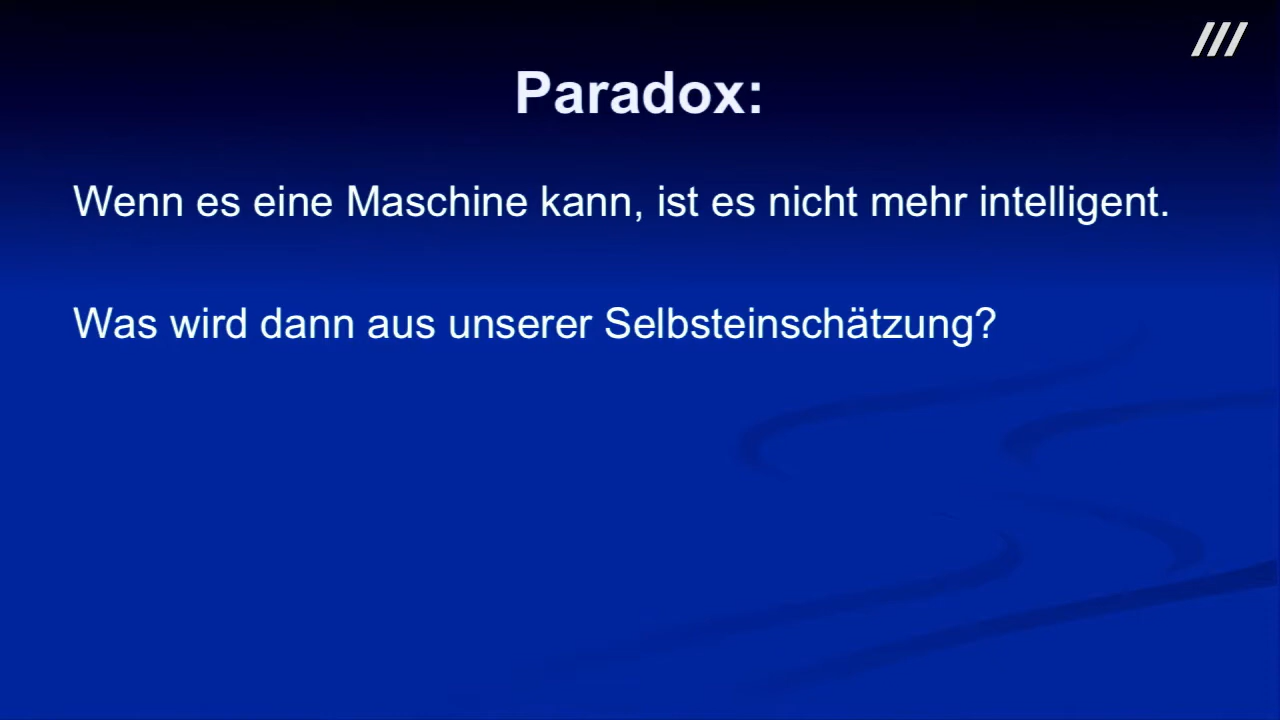 Paradox:
Wenn es eine Maschine kann, ist es nicht mehr intelligent.
Was wird dann aus unserer Selbsteinschätzung?